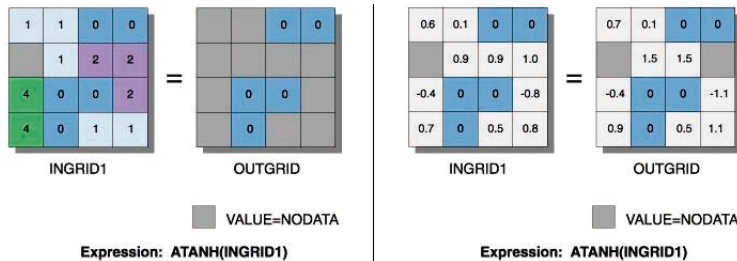 1 1 0 0
1 2 2
4 0 0 2
4 0 1 1
INGRID1
=
0 0
0 0
0
OUTGRID
VALUE=NODATA
Expression: ATANH(INGRID1)
0.6 0.1 0 0
0.9 0.9 1.0
-0.4 0 0 -0.8
0.7 0 0.5 0.8
INGRID1
=
0.7 0.1 0 0
1.5 1.5
-0.4 0 0 -1.1
0.9 0 0.5 1.1
OUTGRID
VALUE=NODATA
Expression: ATANH(INGRID1)